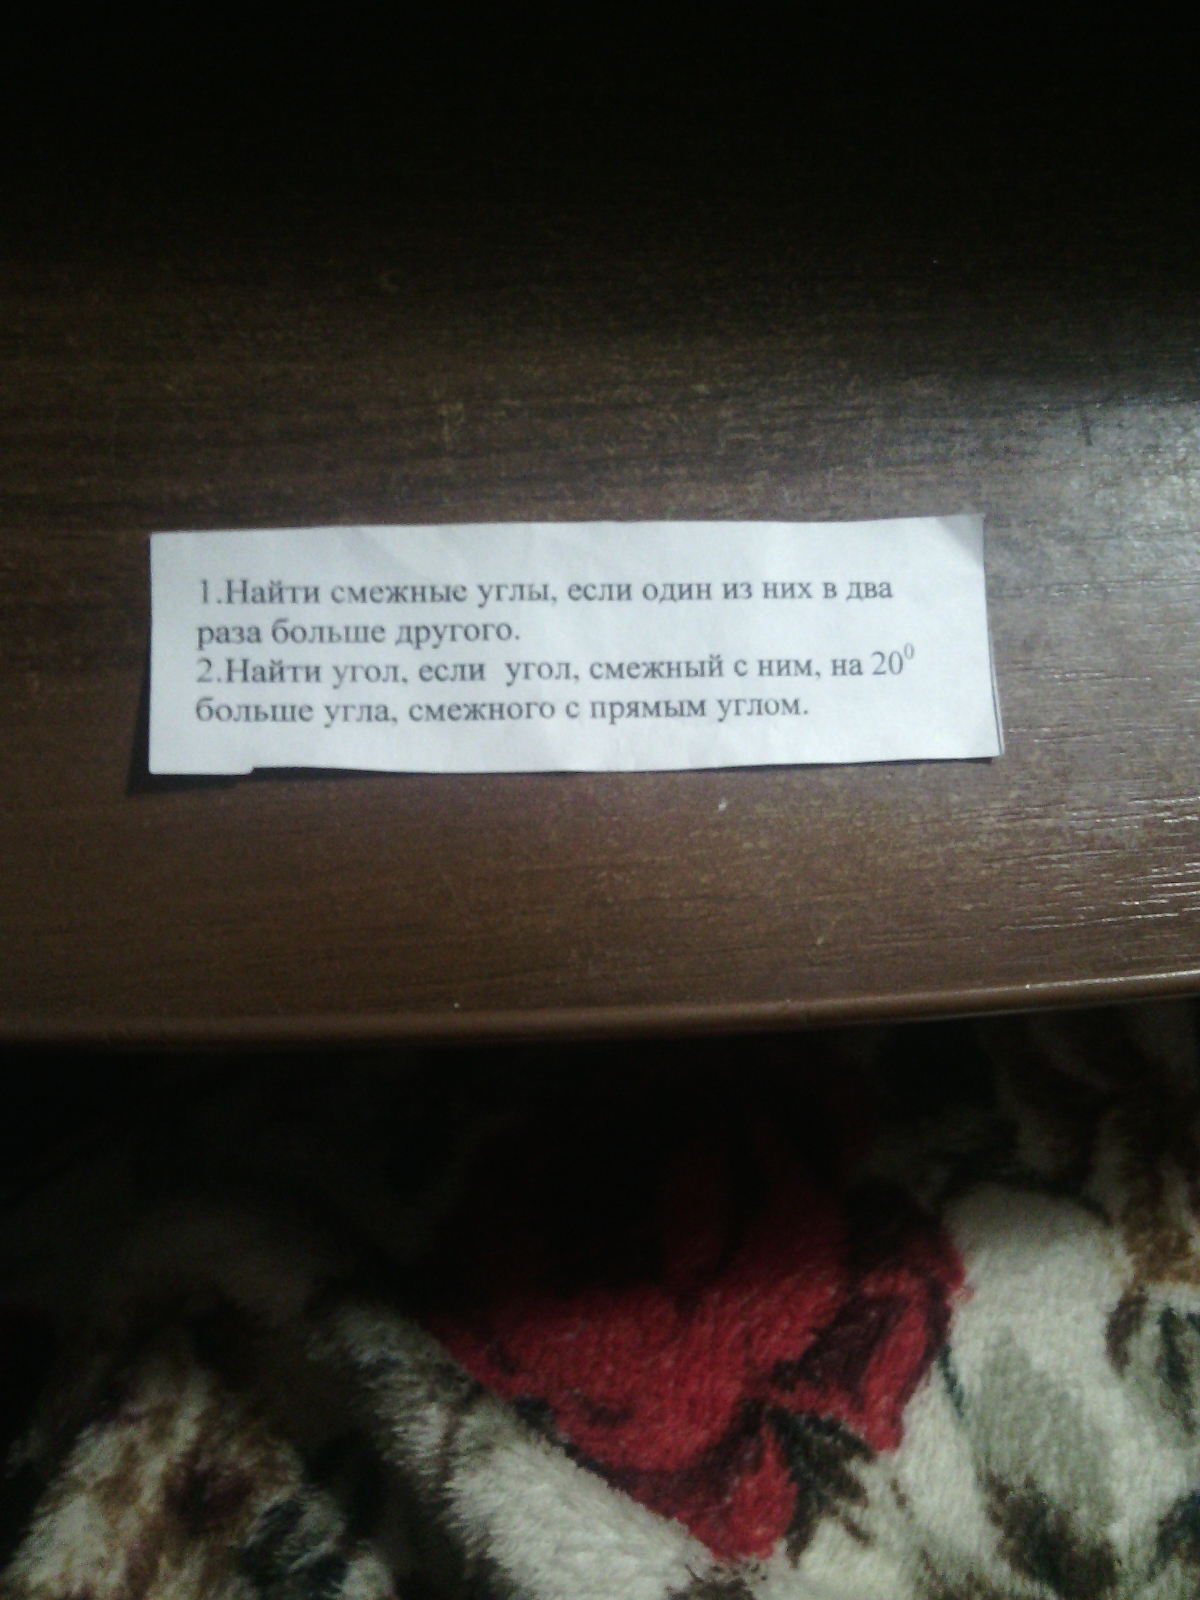 1.Найти смежные углы, если один из них в два
раза больше другого.
2.Найти угол, если угол, смежный с ним, на 20⁰
больше угла, смежного с прямым углом.